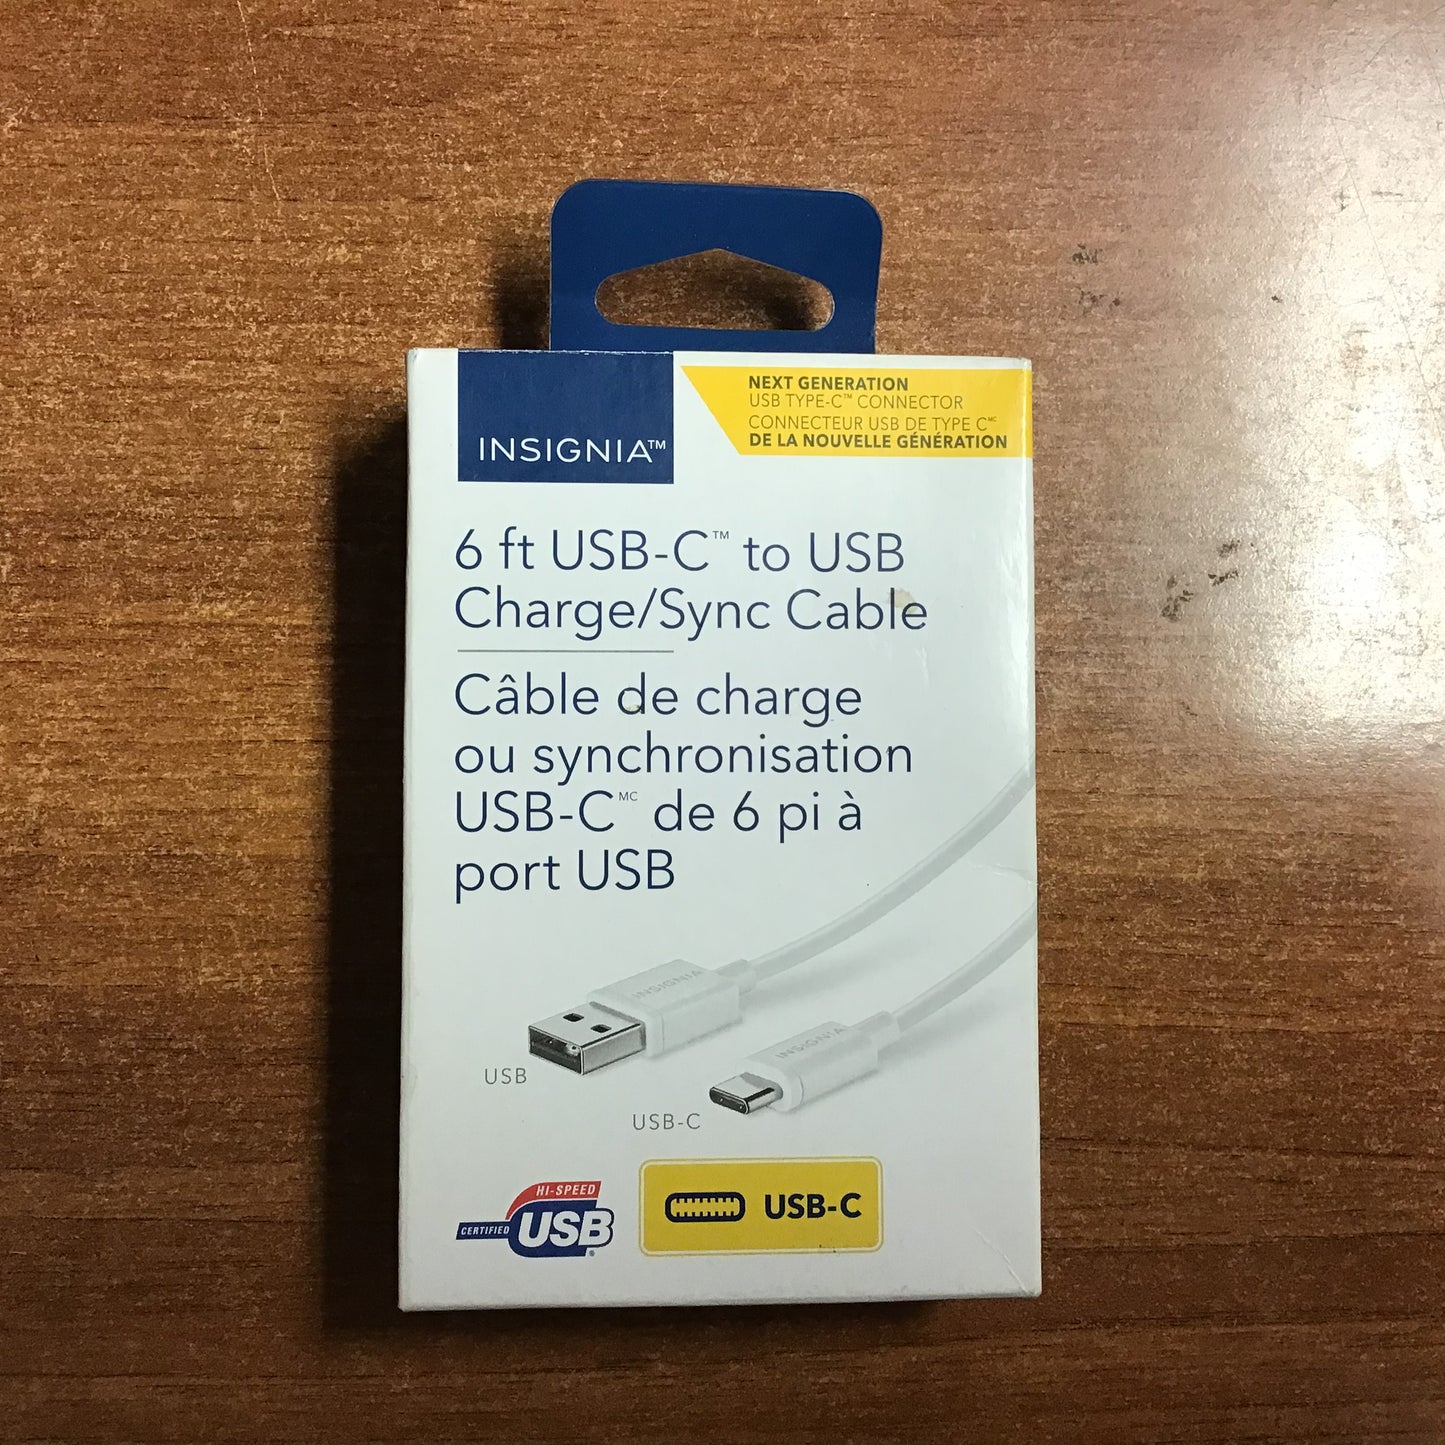 INSIGNIA™
NEXT GENERATION
USB TYPE-C™ CONNECTOR
CONNECTEUR USB DE TYPE Cᴹᶜ
DE LA NOUVELLE GÉNÉRATION
6 ft USB-C™ to USB
Charge/Sync Cable
Câble de charge
ou synchronisation
USB-Cᴹᶜ de 6 pi à
port USB
INSIGNIA
USB
INSIGNIA
USB-C
HI-SPEED
CERTIFIED USB®
USB-C